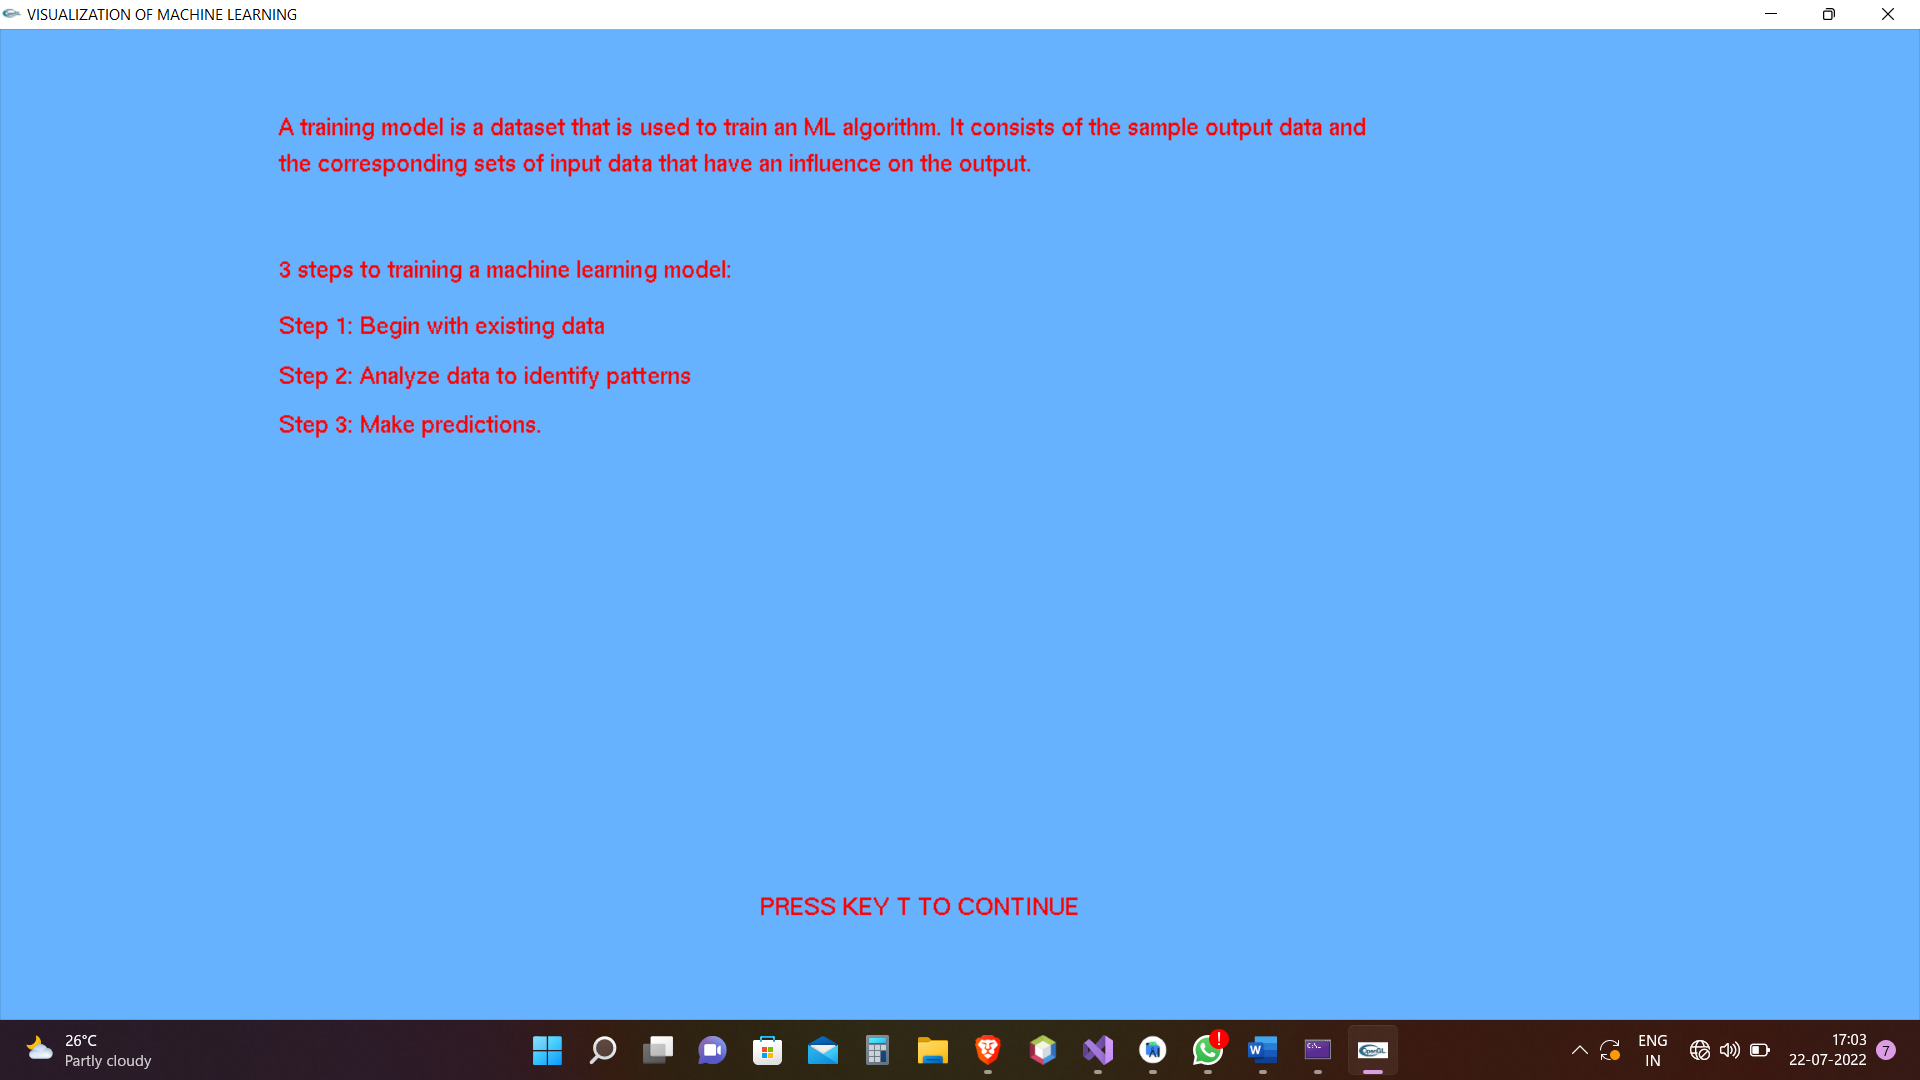 VISUALIZATION OF MACHINE LEARNING
A training model is a dataset that is used to train an ML algorithm. It consists of the sample output data and
the corresponding sets of input data that have an influence on the output.
3 steps to training a machine learning model:
Step 1: Begin with existing data
Step 2: Analyze data to identify patterns
Step 3: Make predictions.
PRESS KEY T TO CONTINUE
26°C
Partly cloudy
W
C:\_
OpenGL
ENG
IN
17:03
22-07-2022
7